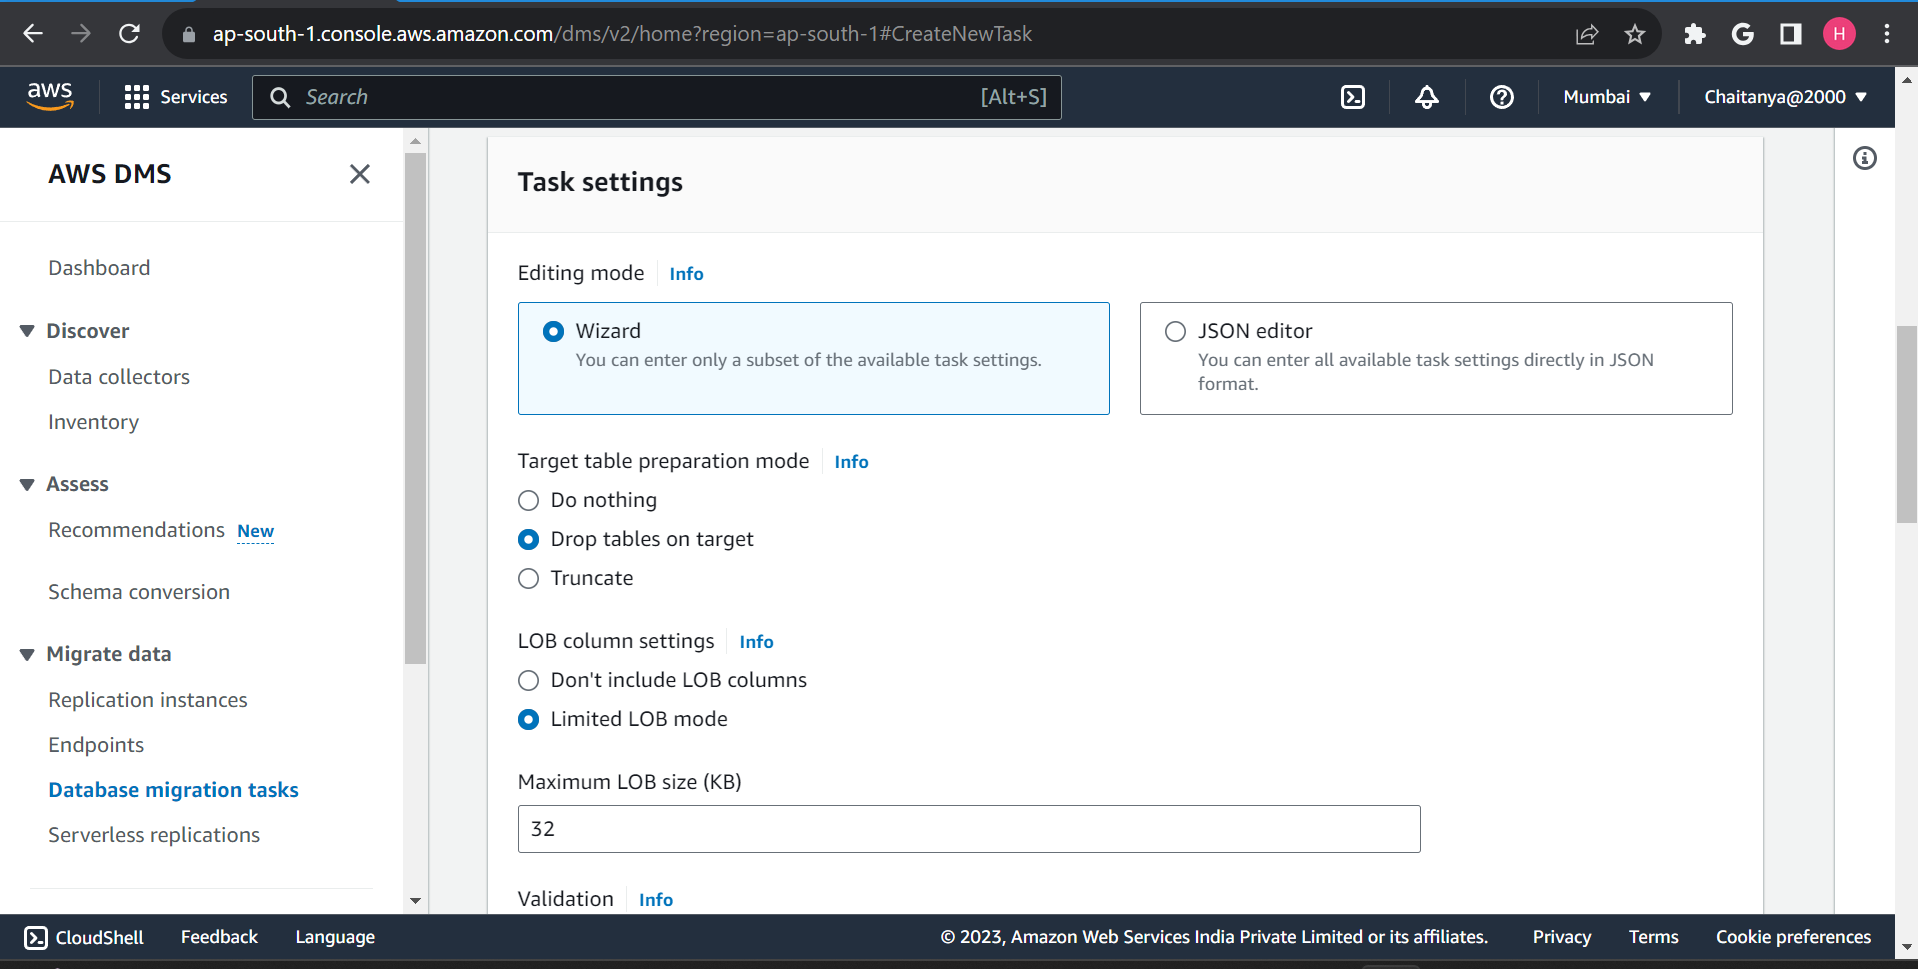 ap-south-1.console.aws.amazon.com/dms/v2/home?region=ap-south-1#CreateNewTask
H
aws
Services
Search
[Alt+S]
Mumbai
Chaitanya@2000
AWS DMS
Dashboard
Discover
Data collectors
Inventory
Assess
Recommendations New
Schema conversion
Migrate data
Replication instances
Endpoints
Database migration tasks
Serverless replications
Task settings
Editing mode Info
Wizard
You can enter only a subset of the available task settings.
JSON editor
You can enter all available task settings directly in JSON
format.
Target table preparation mode Info
Do nothing
Drop tables on target
Truncate
LOB column settings Info
Don't include LOB columns
Limited LOB mode
Maximum LOB size (KB)
32
Validation Info
CloudShell
Feedback
Language
© 2023, Amazon Web Services India Private Limited or its affiliates.
Privacy
Terms
Cookie preferences